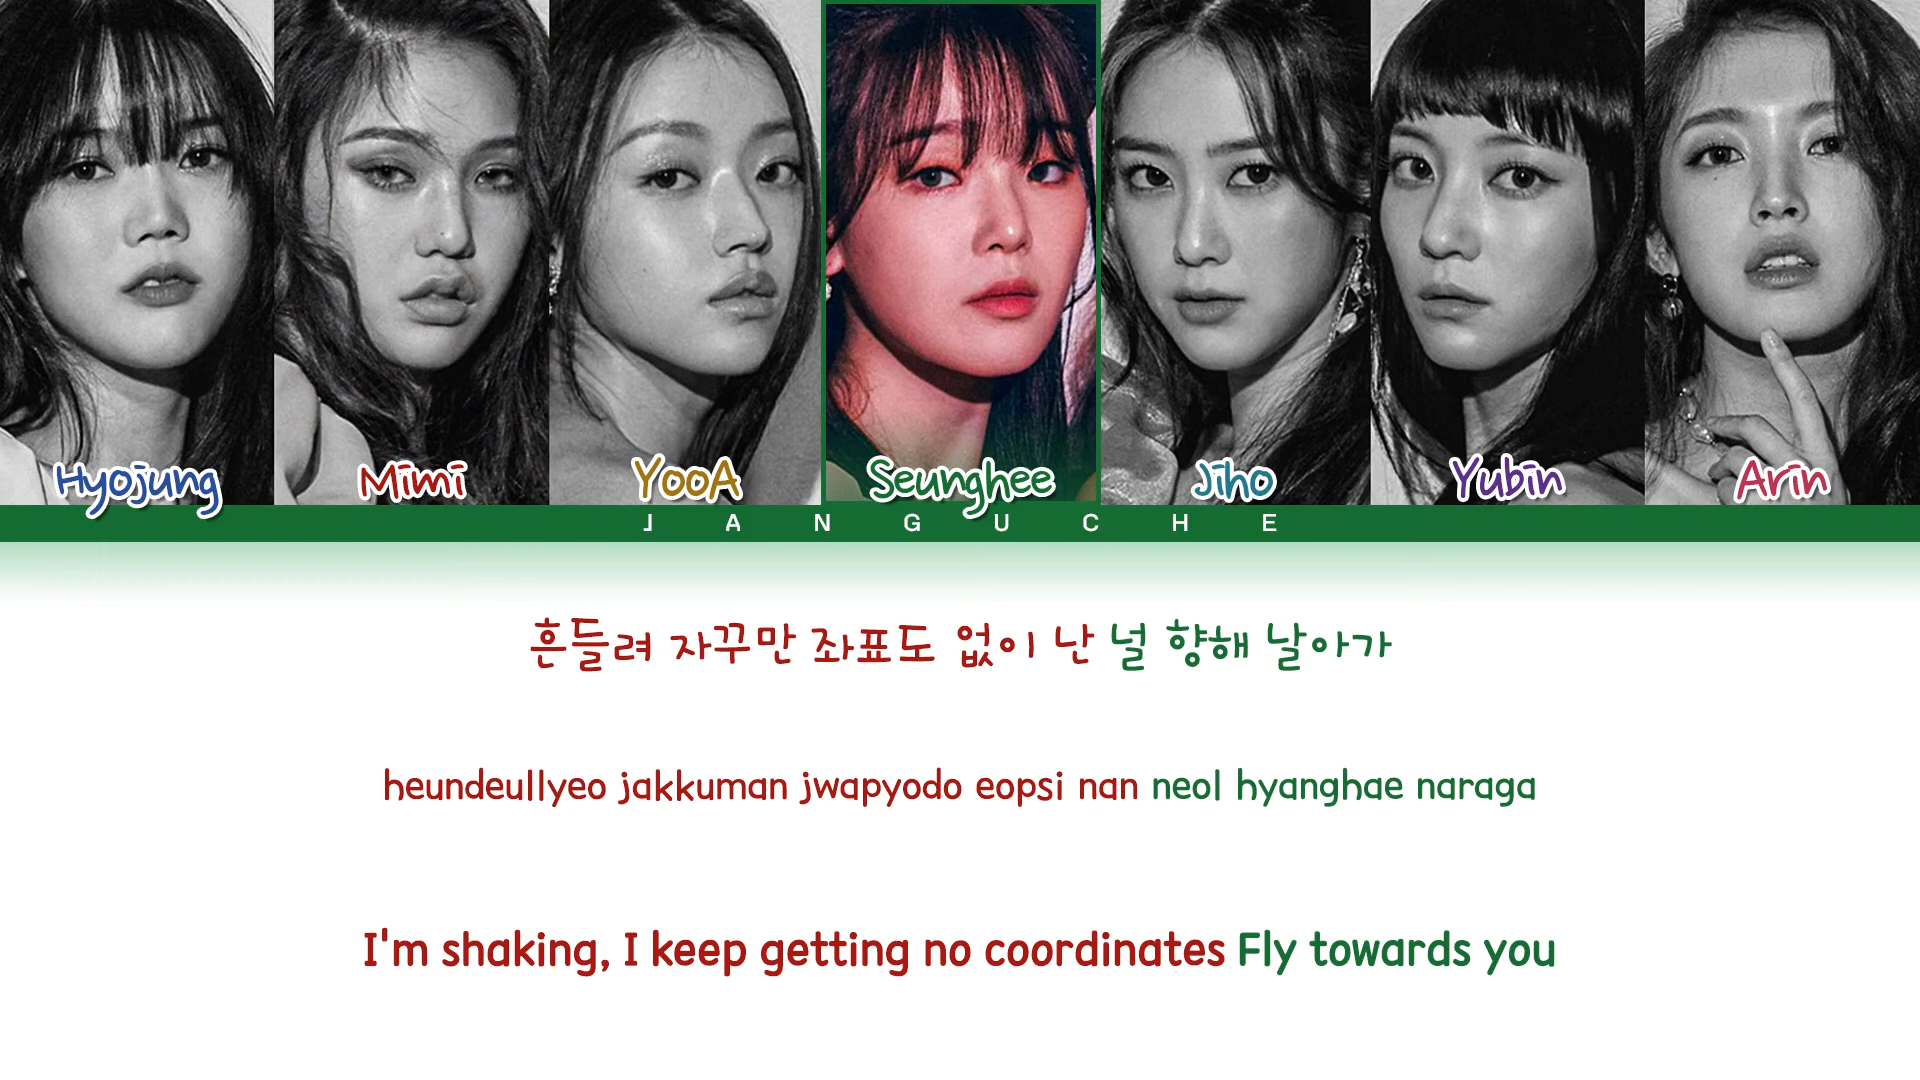 Hyojung Mimi YooA Seunghee Jiho Yubin Arin
JANGUCHE
흔들려 자꾸만 좌표도 없이 난 널 향해 날아가
heundeullyeo jakkuman jwapyodo eopsi nan neol hyanghae naraga
I'm shaking, I keep getting no coordinates Fly towards you